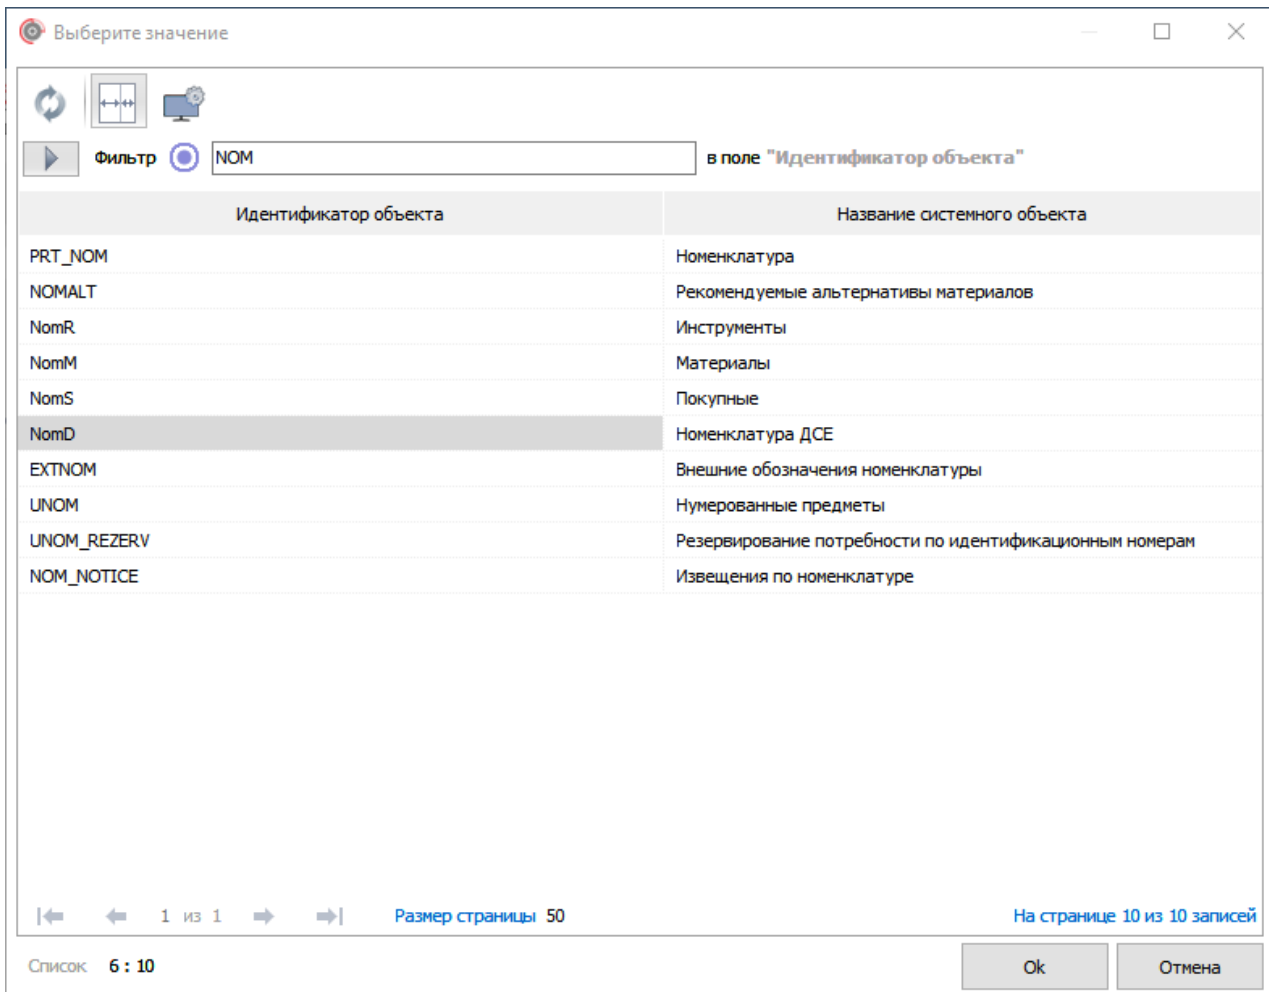 Выберите значение
Фильтр NOM в поле "Идентификатор объекта"
Идентификатор объекта Название системного объекта
PRT_NOM Номенклатура
NOMALT Рекомендуемые альтернативы материалов
NomR Инструменты
NomM Материалы
NomS Покупные
NomD Номенклатура ДСЕ
EXTNOM Внешние обозначения номенклатуры
UNOM Нумерованные предметы
UNOM_REZERV Резервирование потребности по идентификационным номерам
NOM_NOTICE Извещения по номенклатуре
1 из 1 Размер страницы 50 На странице 10 из 10 записей
Список 6 : 10 Ok Отмена